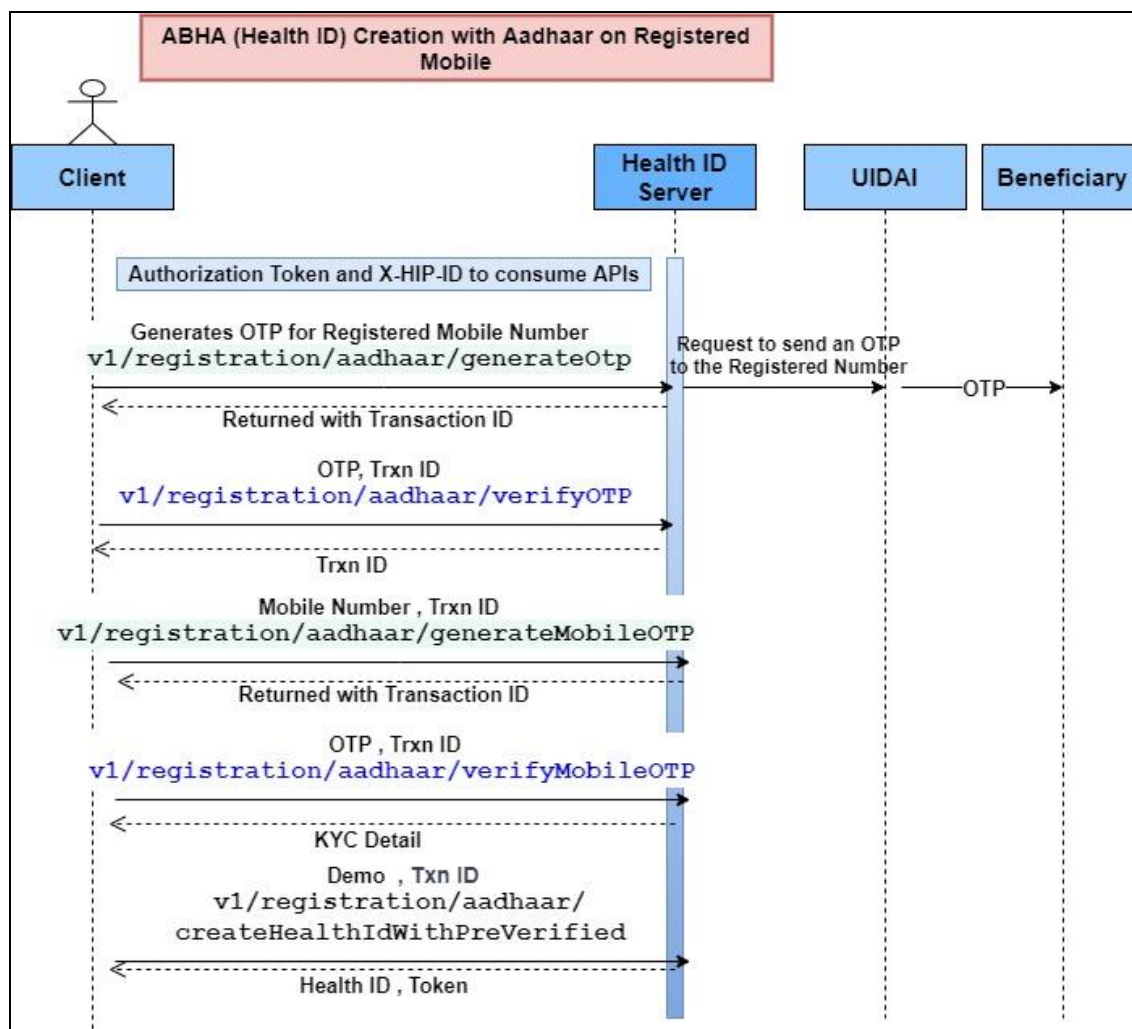 ABHA (Health ID) Creation with Aadhaar on Registered
Mobile
Client
Health ID
Server
UIDAI
Beneficiary
Authorization Token and X-HIP-ID to consume APIs
Generates OTP for Registered Mobile Number
v1/registration/aadhaar/generateOtp
Request to send an OTP
to the Registered Number
OTP
Returned with Transaction ID
OTP, Trxn ID
v1/registration/aadhaar/verifyOTP
Trxn ID
Mobile Number , Trxn ID
v1/registration/aadhaar/generateMobileOTP
Returned with Transaction ID
OTP , Trxn ID
v1/registration/aadhaar/verifyMobileOTP
KYC Detail
Demo , Txn ID
v1/registration/aadhaar/
createHealthIdWithPreVerified
Health ID , Token